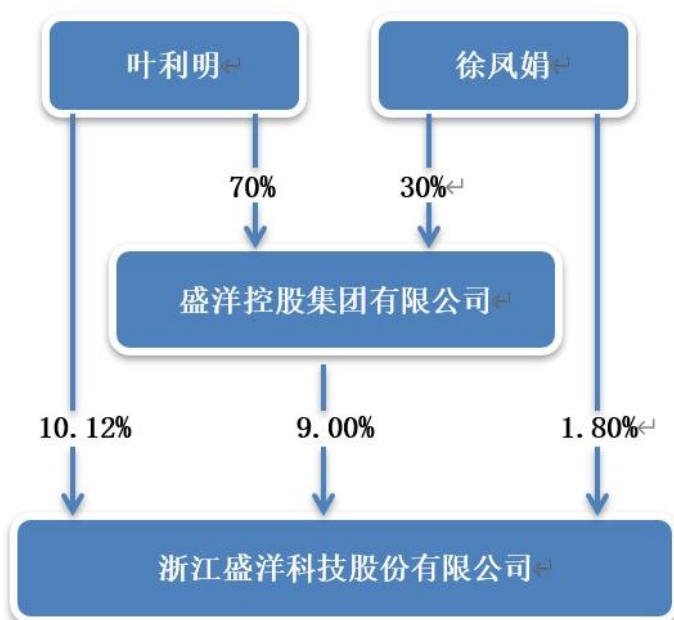 叶利明↵
徐凤娟↵
70%
30%↵
盛洋控股集团有限公司↵
10.12%
9.00%
1.80%↵
浙江盛洋科技股份有限公司↵